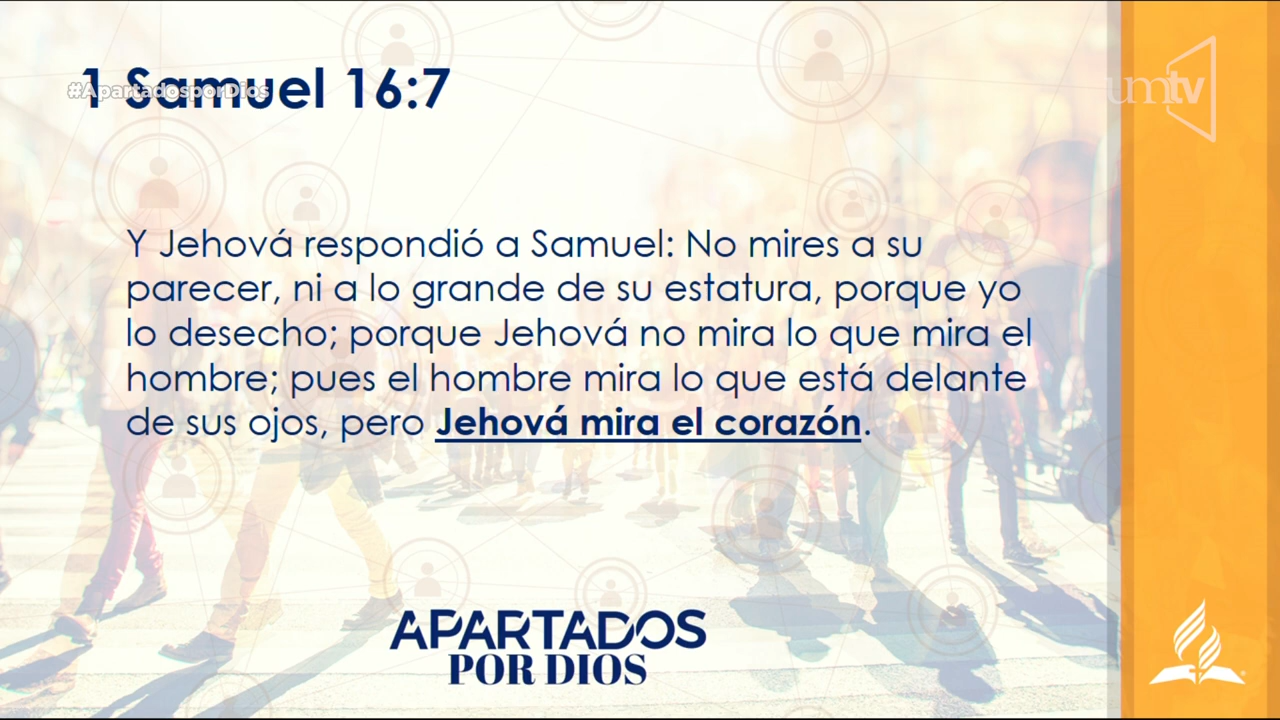 1 Samuel 16:7
#ApartadosporDios
umtv
Y Jehová respondió a Samuel: No mires a su
parecer, ni a lo grande de su estatura, porque yo
lo desecho; porque Jehová no mira lo que mira el
hombre; pues el hombre mira lo que está delante
de sus ojos, pero Jehová mira el corazón.
APARTADOS
POR DIOS